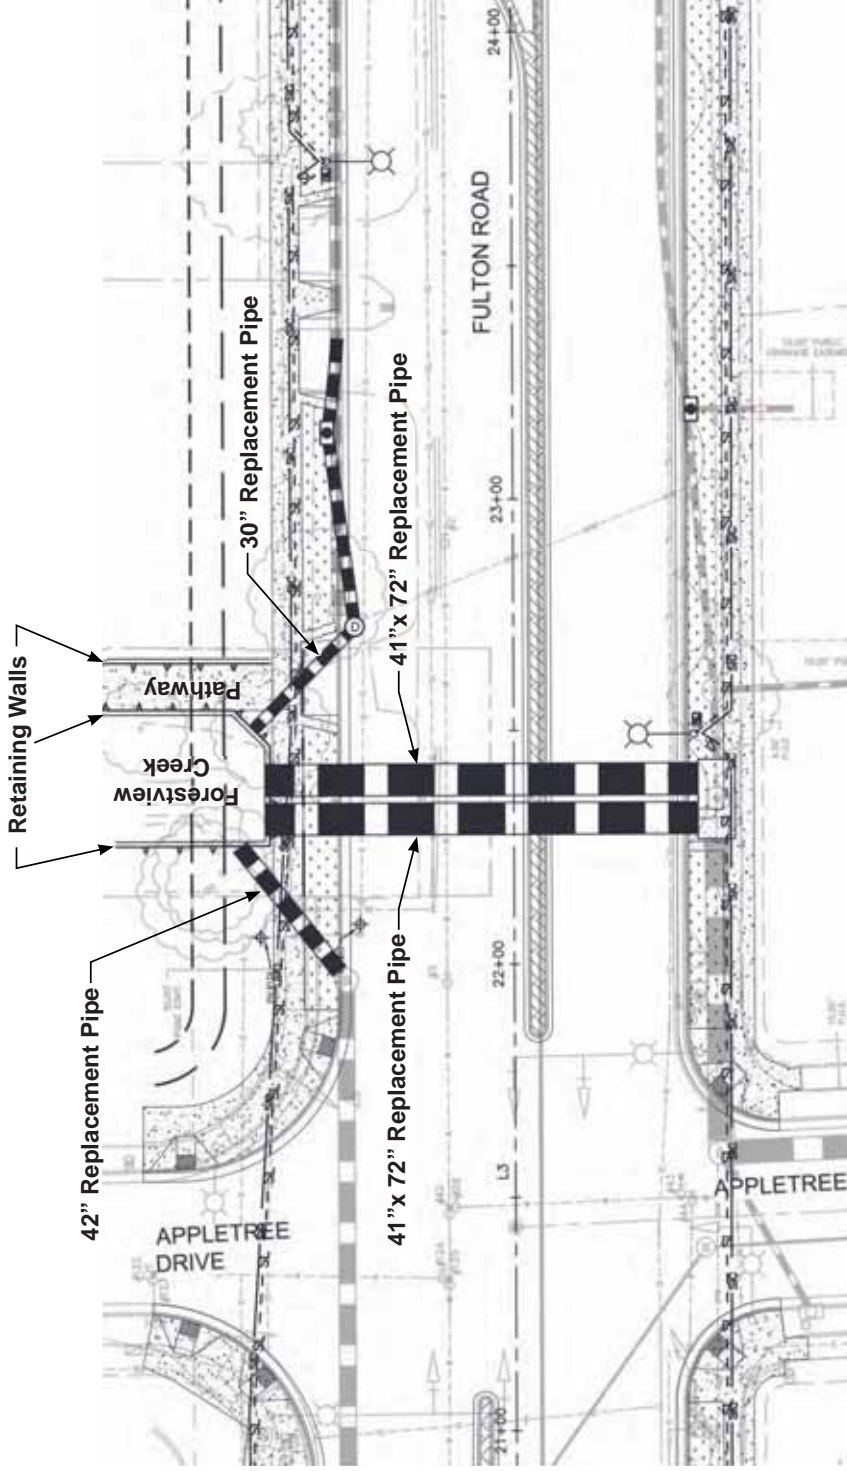 Retaining Walls
Pathway
Forestview
Creek
30” Replacement Pipe
41”x 72” Replacement Pipe
42” Replacement Pipe
41”x 72” Replacement Pipe
FULTON ROAD
24+00
23+00
22+00
21+00
L3
APPLETREE
DRIVE
APPLETREE